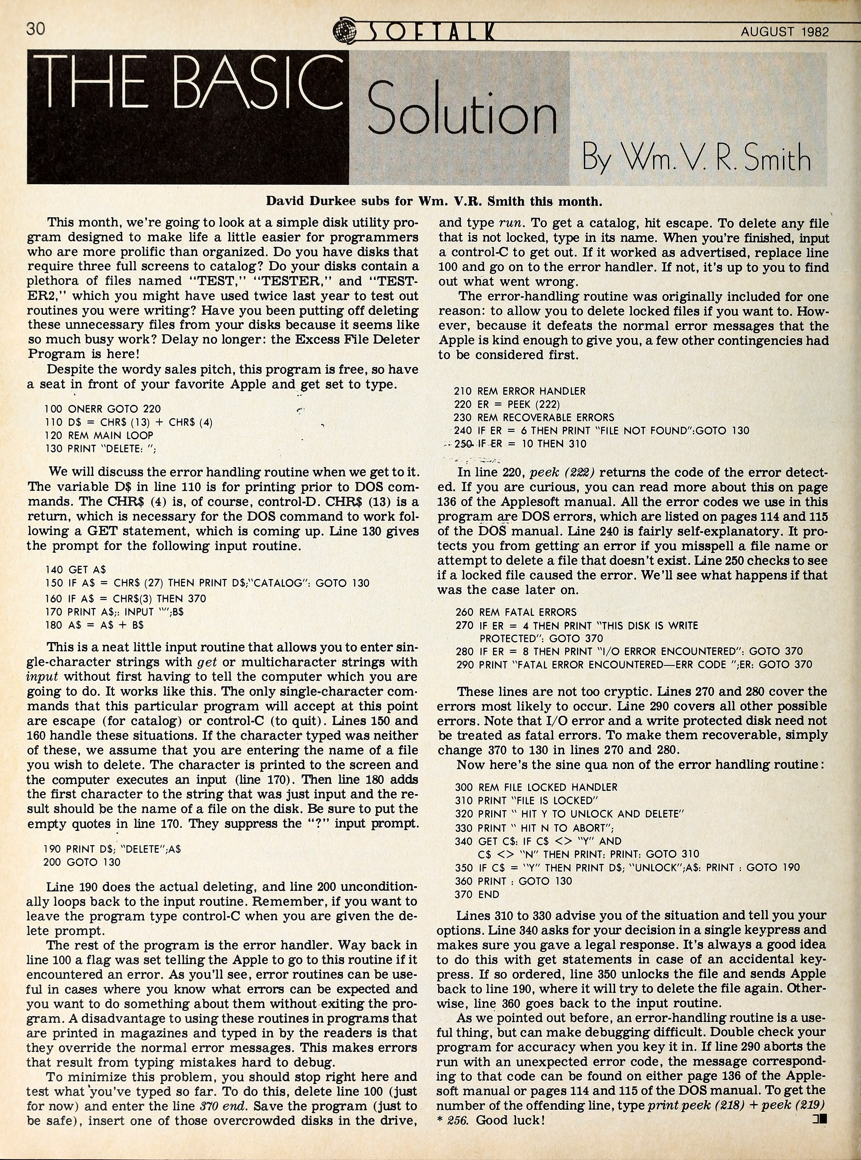 30
SOFTALK
AUGUST 1982
THE BASIC
Solution
By Wm. V. R. Smith
David Durkee subs for Wm. V.R. Smith this month.
This month, we're going to look at a simple disk utility pro-
gram designed to make life a little easier for programmers
who are more prolific than organized. Do you have disks that
require three full screens to catalog? Do your disks contain a
plethora of files named "TEST," "TESTER," and "TEST-
ER2," which you might have used twice last year to test out
routines you were writing? Have you been putting off deleting
these unnecessary files from your disks because it seems like
so much busy work? Delay no longer: the Excess File Deleter
Program is here!
Despite the wordy sales pitch, this program is free, so have
a seat in front of your favorite Apple and get set to type.
100 ONERR GOTO 220
110 D$ = CHR$ (13) + CHR$ (4)
120 REM MAIN LOOP
130 PRINT "DELETE: ";
We will discuss the error handling routine when we get to it.
The variable D$ in line 110 is for printing prior to DOS com-
mands. The CHR$ (4) is, of course, control-D. CHR$ (13) is a
return, which is necessary for the DOS command to work fol-
lowing a GET statement, which is coming up. Line 130 gives
the prompt for the following input routine.
140 GET A$
150 IF A$ = CHR$ (27) THEN PRINT D$;"CATALOG": GOTO 130
160 IF A$ = CHR$(3) THEN 370
170 PRINT A$;: INPUT "";B$
180 A$ = A$ + B$
This is a neat little input routine that allows you to enter sin-
gle-character strings with get or multicharacter strings with
input without first having to tell the computer which you are
going to do. It works like this. The only single-character com-
mands that this particular program will accept at this point
are escape (for catalog) or control-C (to quit). Lines 150 and
160 handle these situations. If the character typed was neither
of these, we assume that you are entering the name of a file
you wish to delete. The character is printed to the screen and
the computer executes an input (line 170). Then line 180 adds
the first character to the string that was just input and the re-
sult should be the name of a file on the disk. Be sure to put the
empty quotes in line 170. They suppress the "?" input prompt.
190 PRINT D$; "DELETE";A$
200 GOTO 130
Line 190 does the actual deleting, and line 200 uncondition-
ally loops back to the input routine. Remember, if you want to
leave the program type control-C when you are given the de-
lete prompt.
The rest of the program is the error handler. Way back in
line 100 a flag was set telling the Apple to go to this routine if it
encountered an error. As you'll see, error routines can be use-
ful in cases where you know what errors can be expected and
you want to do something about them without exiting the pro-
gram. A disadvantage to using these routines in programs that
are printed in magazines and typed in by the readers is that
they override the normal error messages. This makes errors
that result from typing mistakes hard to debug.
To minimize this problem, you should stop right here and
test what you've typed so far. To do this, delete line 100 (just
for now) and enter the line 370 end. Save the program (just to
be safe), insert one of those overcrowded disks in the drive,
and type run. To get a catalog, hit escape. To delete any file
that is not locked, type in its name. When you're finished, input
a control-C to get out. If it worked as advertised, replace line
100 and go on to the error handler. If not, it's up to you to find
out what went wrong.
The error-handling routine was originally included for one
reason: to allow you to delete locked files if you want to. How-
ever, because it defeats the normal error messages that the
Apple is kind enough to give you, a few other contingencies had
to be considered first.
210 REM ERROR HANDLER
220 ER = PEEK (222)
230 REM RECOVERABLE ERRORS
240 IF ER = 6 THEN PRINT "FILE NOT FOUND":GOTO 130
250 IF ER = 10 THEN 310
In line 220, peek (222) returns the code of the error detect-
ed. If you are curious, you can read more about this on page
136 of the Applesoft manual. All the error codes we use in this
program are DOS errors, which are listed on pages 114 and 115
of the DOS manual. Line 240 is fairly self-explanatory. It pro-
tects you from getting an error if you misspell a file name or
attempt to delete a file that doesn't exist. Line 250 checks to see
if a locked file caused the error. We'll see what happens if that
was the case later on.
260 REM FATAL ERRORS
270 IF ER = 4 THEN PRINT "THIS DISK IS WRITE
PROTECTED": GOTO 370
280 IF ER = 8 THEN PRINT "I/O ERROR ENCOUNTERED": GOTO 370
290 PRINT "FATAL ERROR ENCOUNTERED—ERR CODE ";ER: GOTO 370
These lines are not too cryptic. Lines 270 and 280 cover the
errors most likely to occur. Line 290 covers all other possible
errors. Note that I/O error and a write protected disk need not
be treated as fatal errors. To make them recoverable, simply
change 370 to 130 in lines 270 and 280.
Now here's the sine qua non of the error handling routine:
300 REM FILE LOCKED HANDLER
310 PRINT "FILE IS LOCKED"
320 PRINT " HIT Y TO UNLOCK AND DELETE"
330 PRINT " HIT N TO ABORT";
340 GET C$: IF C$ <> "Y" AND
C$ <> "N" THEN PRINT: PRINT: GOTO 310
350 IF C$ = "Y" THEN PRINT D$; "UNLOCK";A$: PRINT : GOTO 190
360 PRINT : GOTO 130
370 END
Lines 310 to 330 advise you of the situation and tell you your
options. Line 340 asks for your decision in a single keypress and
makes sure you gave a legal response. It's always a good idea
to do this with get statements in case of an accidental key-
press. If so ordered, line 350 unlocks the file and sends Apple
back to line 190, where it will try to delete the file again. Other-
wise, line 360 goes back to the input routine.
As we pointed out before, an error-handling routine is a use-
ful thing, but can make debugging difficult. Double check your
program for accuracy when you key it in. If line 290 aborts the
run with an unexpected error code, the message correspond-
ing to that code can be found on either page 136 of the Apple-
soft manual or pages 114 and 115 of the DOS manual. To get the
number of the offending line, type print peek (218) + peek (219)
* 256. Good luck!